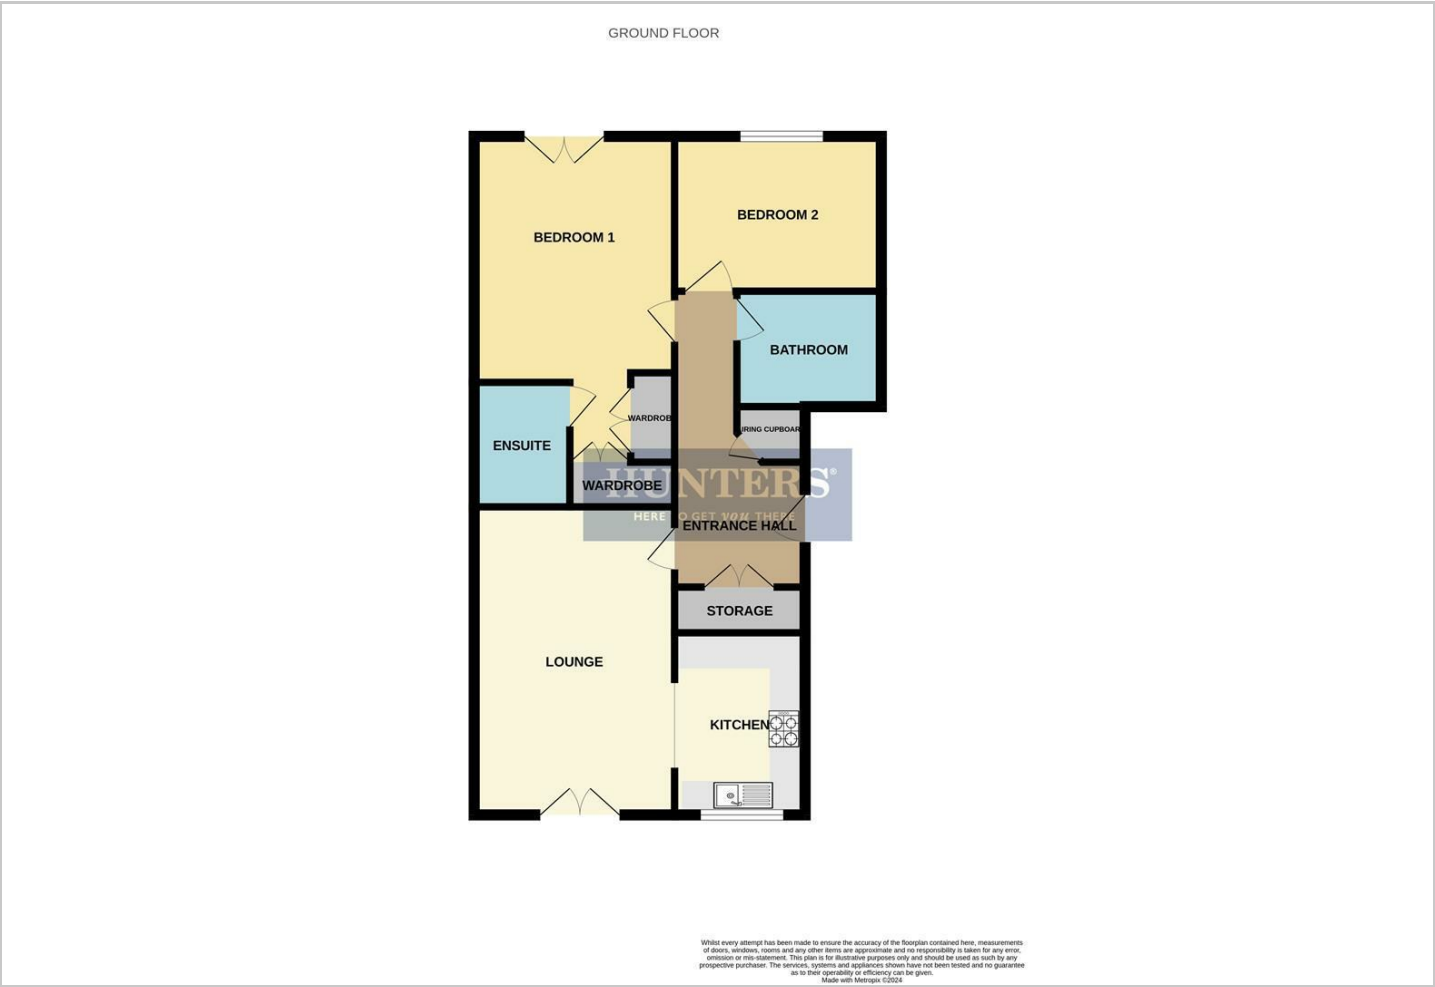 GROUND FLOOR
BEDROOM 1
BEDROOM 2
BATHROOM
WARDROB
IRING CUPBOAR
ENSUITE
WARDROBE
HUNTERS®
HERE TO GET you THERE
ENTRANCE HALL
STORAGE
LOUNGE
KITCHEN
Whilst every attempt has been made to ensure the accuracy of the floorplan contained here, measurements
of doors, windows, rooms and any other items are approximate and no responsibility is taken for any error,
omission or mis-statement. This plan is for illustrative purposes only and should be used as such by any
prospective purchaser. The services, systems and appliances shown have not been tested and no guarantee
as to their operability or efficiency can be given.
Made with Metropix ©2024